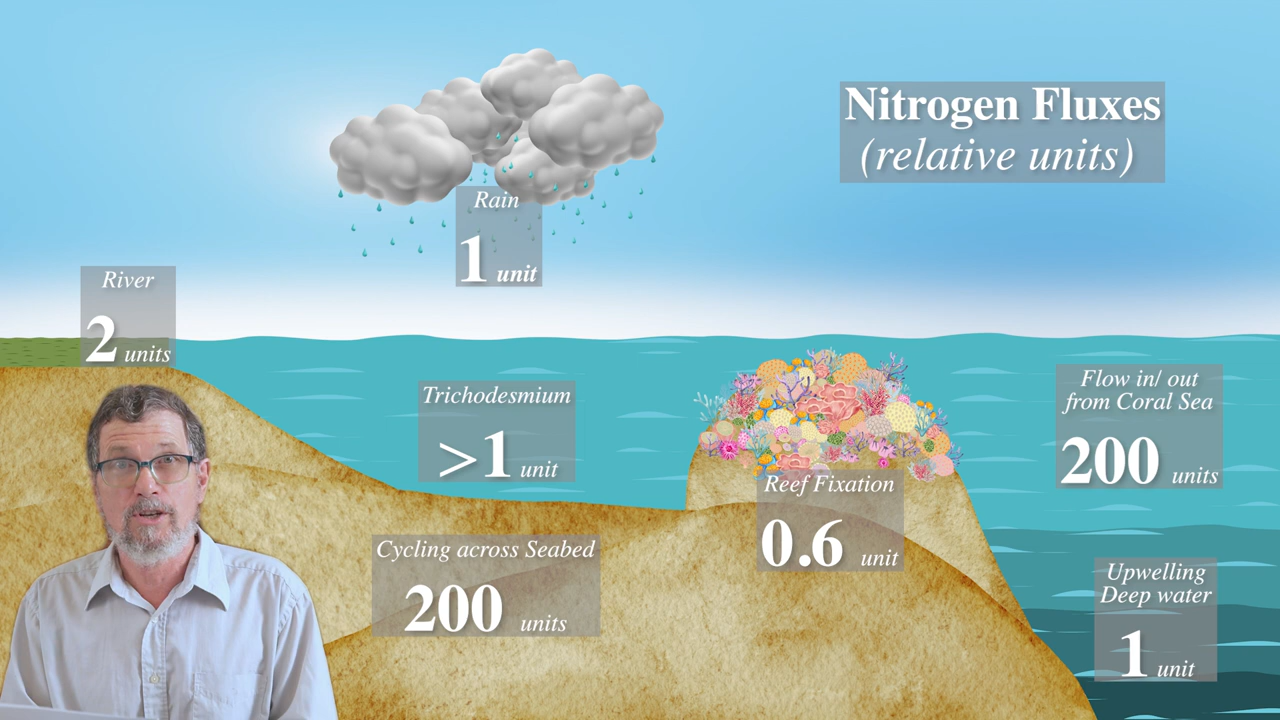 Nitrogen Fluxes
(relative units)
Rain
1 unit
River
2 units
Trichodesmium
>1 unit
Flow in/ out
from Coral Sea
200 units
Reef Fixation
0.6 unit
Cycling across Seabed
200 units
Upwelling
Deep water
1 unit